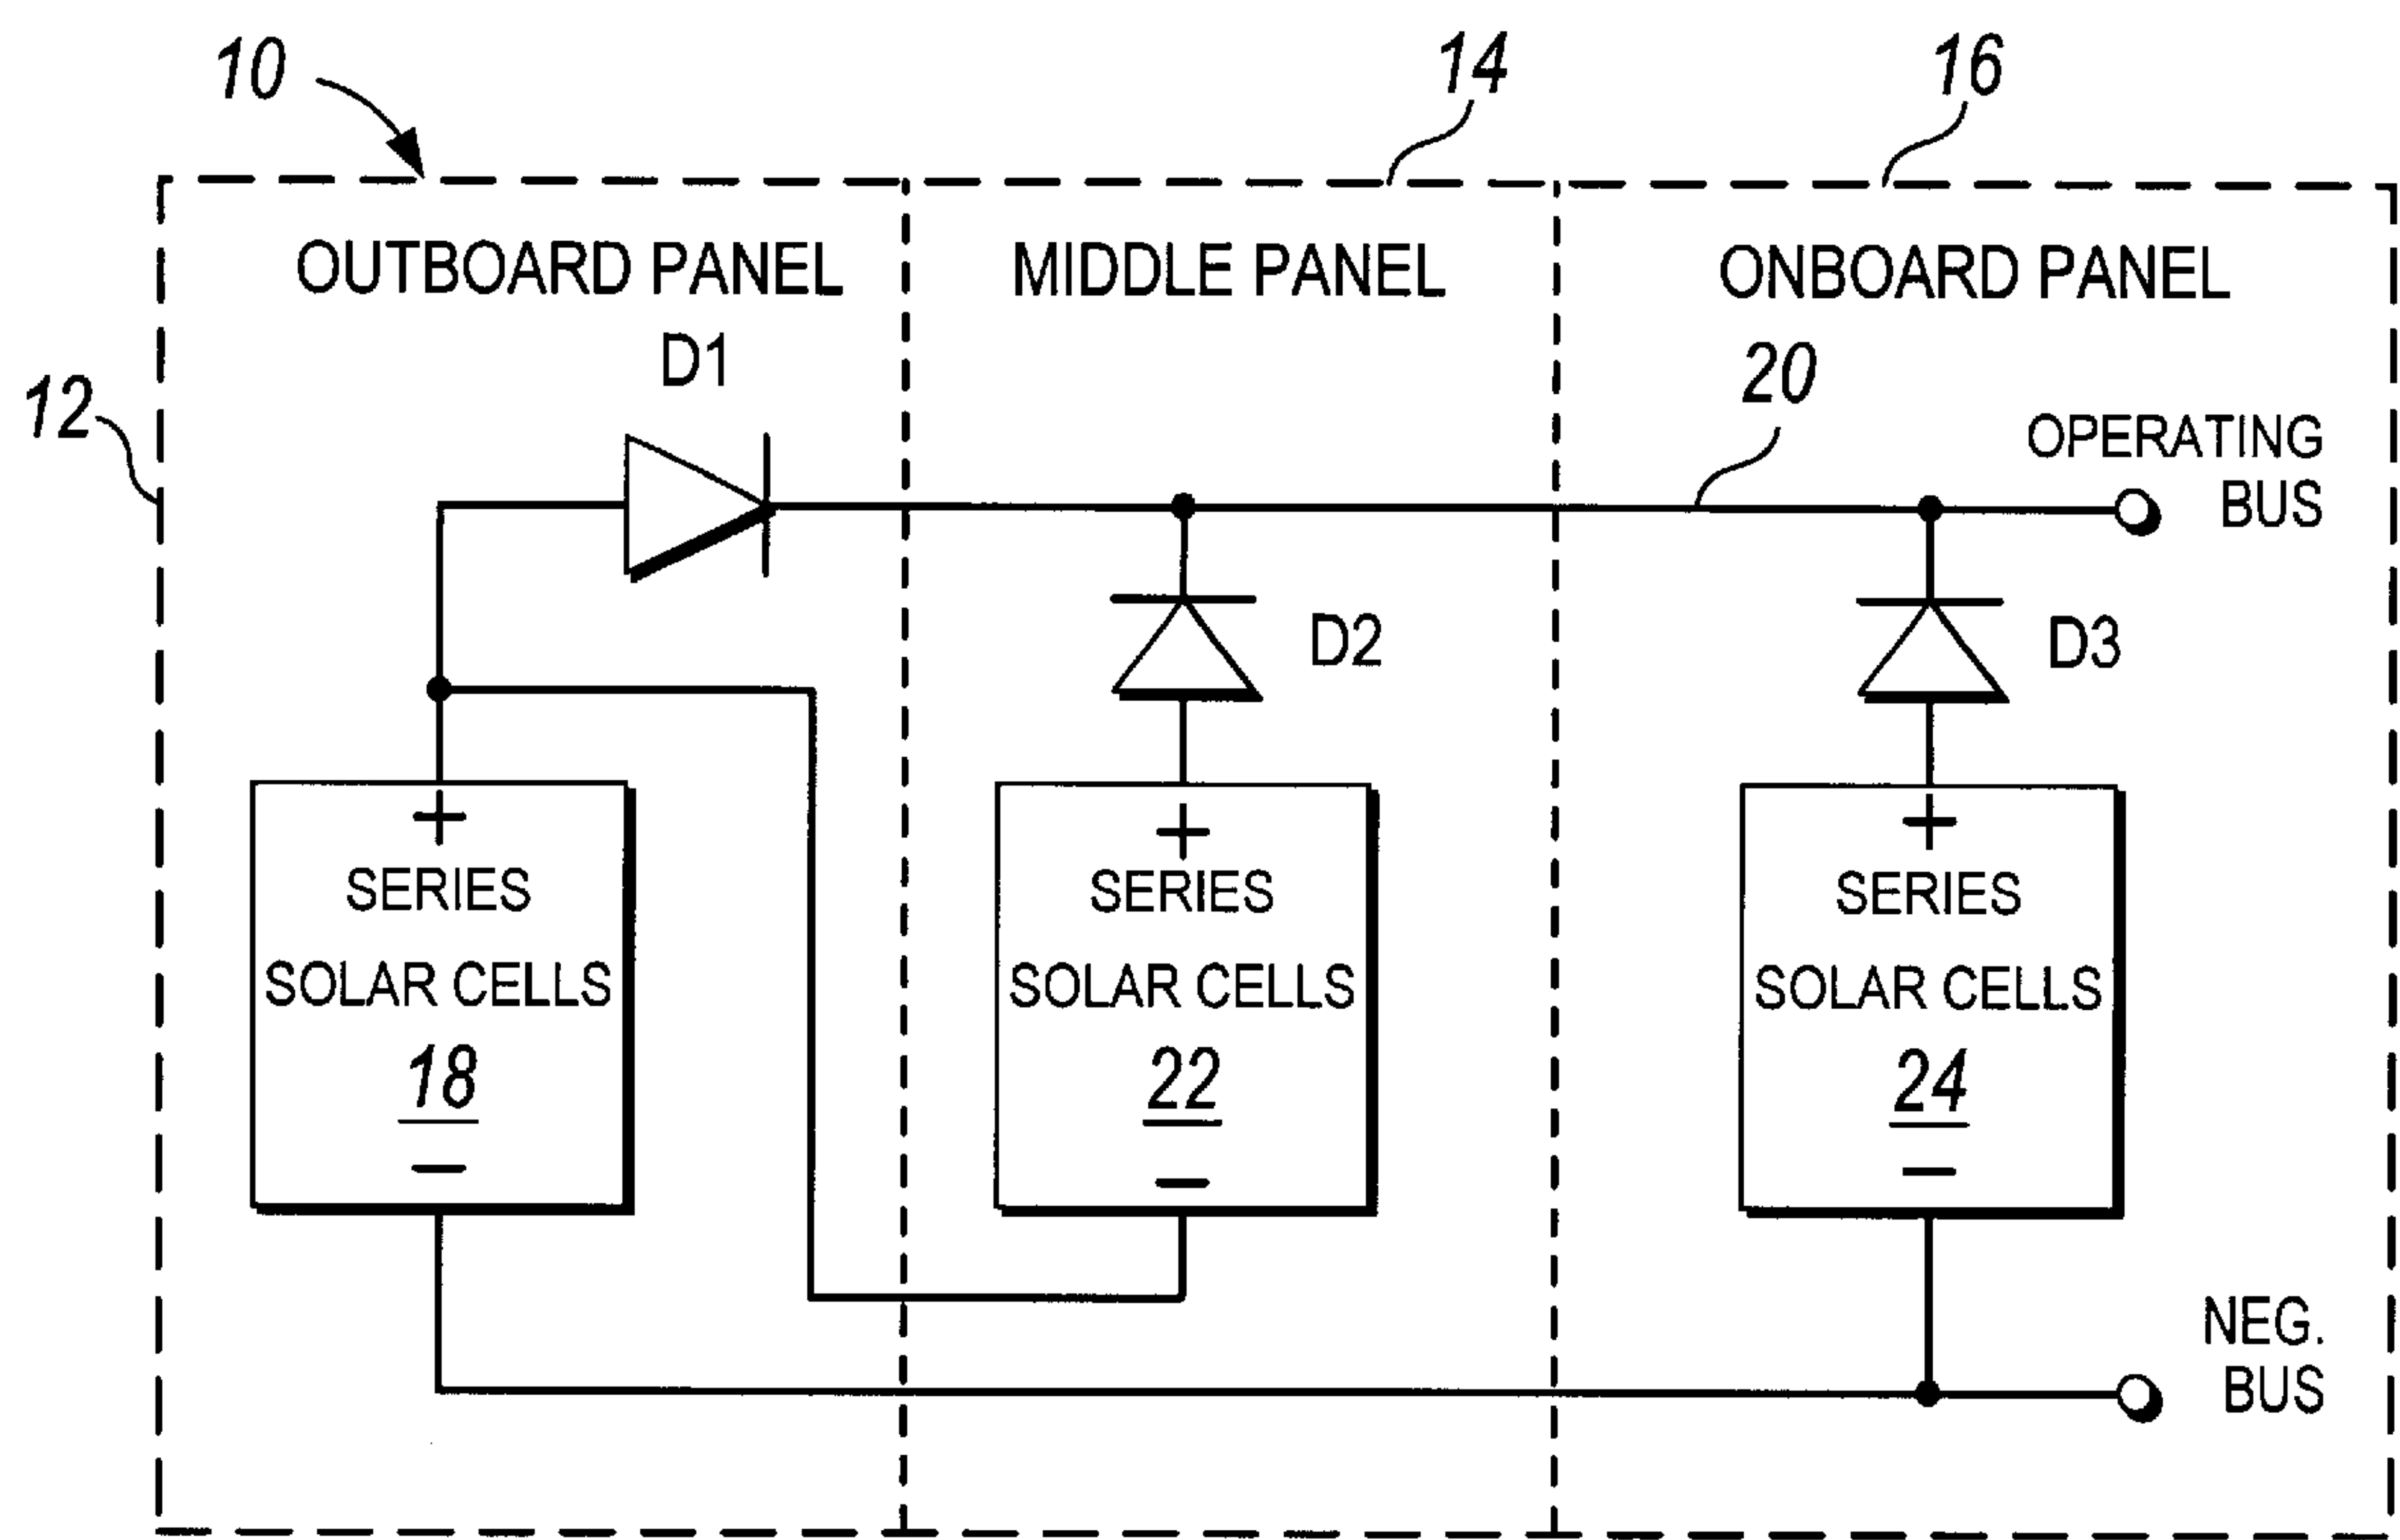 10
14
16
OUTBOARD PANEL
MIDDLE PANEL
ONBOARD PANEL
D1
20
12
OPERATING
BUS
D2
D3
+
SERIES
SOLAR CELLS
18
−
+
SERIES
SOLAR CELLS
22
−
+
SERIES
SOLAR CELLS
24
−
NEG.
BUS